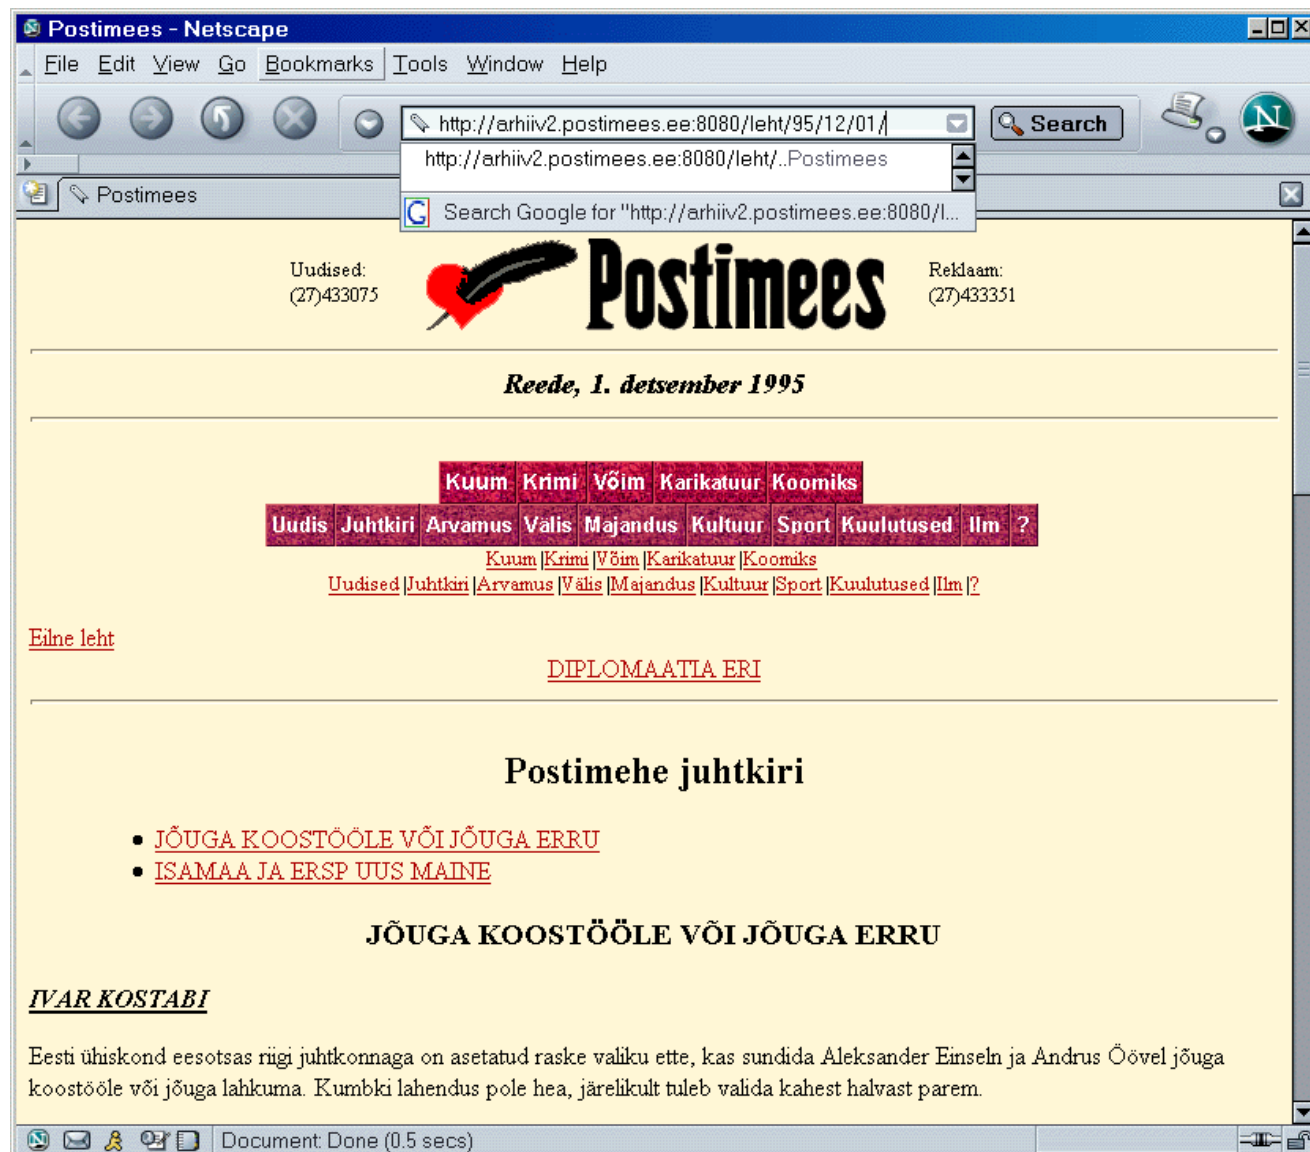 Postimees - Netscape
File Edit View Go Bookmarks Tools Window Help
http://arhiiv2.postimees.ee:8080/leht/95/12/01/
Search
N
http://arhiiv2.postimees.ee:8080/leht/..Postimees
Postimees
G Search Google for "http://arhiiv2.postimees.ee:8080/l...
Uudised:
(27)433075
Postimees
Reklaam:
(27)433351
Reede, 1. detsember 1995
Kuum Krimi Võim Karikatuur Koomiks
Uudis Juhtkiri Arvamus Välis Majandus Kultuur Sport Kuulutused Ilm ?
Kuum |Krimi |Võim |Karikatuur |Koomiks
Uudised |Juhtkiri |Arvamus |Välis |Majandus |Kultuur |Sport |Kuulutused |Ilm |?
Eilne leht
DIPLOMAATIA ERI
Postimehe juhtkiri
• JÕUGA KOOSTÖÖLE VÕI JÕUGA ERRU
• ISAMAA JA ERSP UUS MAINE
JÕUGA KOOSTÖÖLE VÕI JÕUGA ERRU
IVAR KOSTABI
Eesti ühiskond eesotsas riigi juhtkonnaga on asetatud raske valiku ette, kas sundida Aleksander Einseln ja Andrus Öövel jõuga
koostööle või jõuga lahkuma. Kumbki lahendus pole hea, järelikult tuleb valida kahest halvast parem.
Document: Done (0.5 secs)